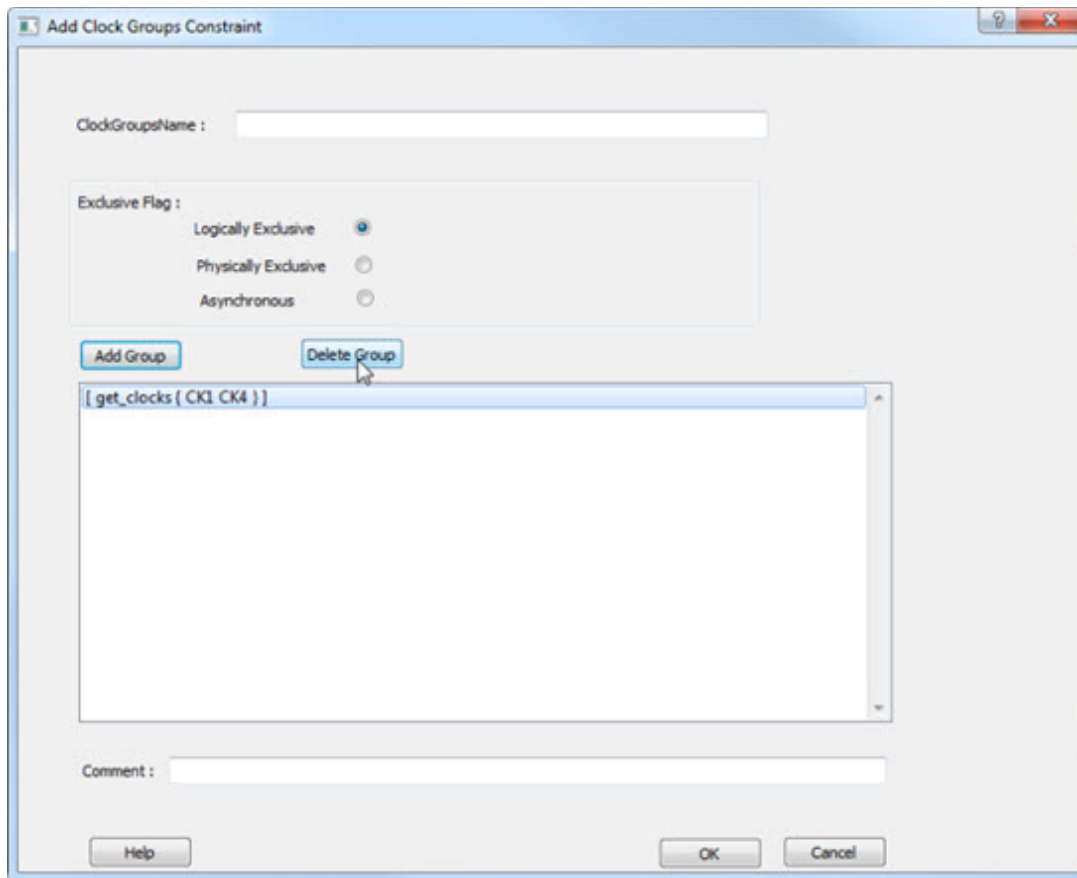 Add Clock Groups Constraint
ClockGroupsName :
Exclusive Flag :
Logically Exclusive
Physically Exclusive
Asynchronous
Add Group Delete Group
[ get_clocks { CK1 CK4 } ]
Comment :
Help OK Cancel